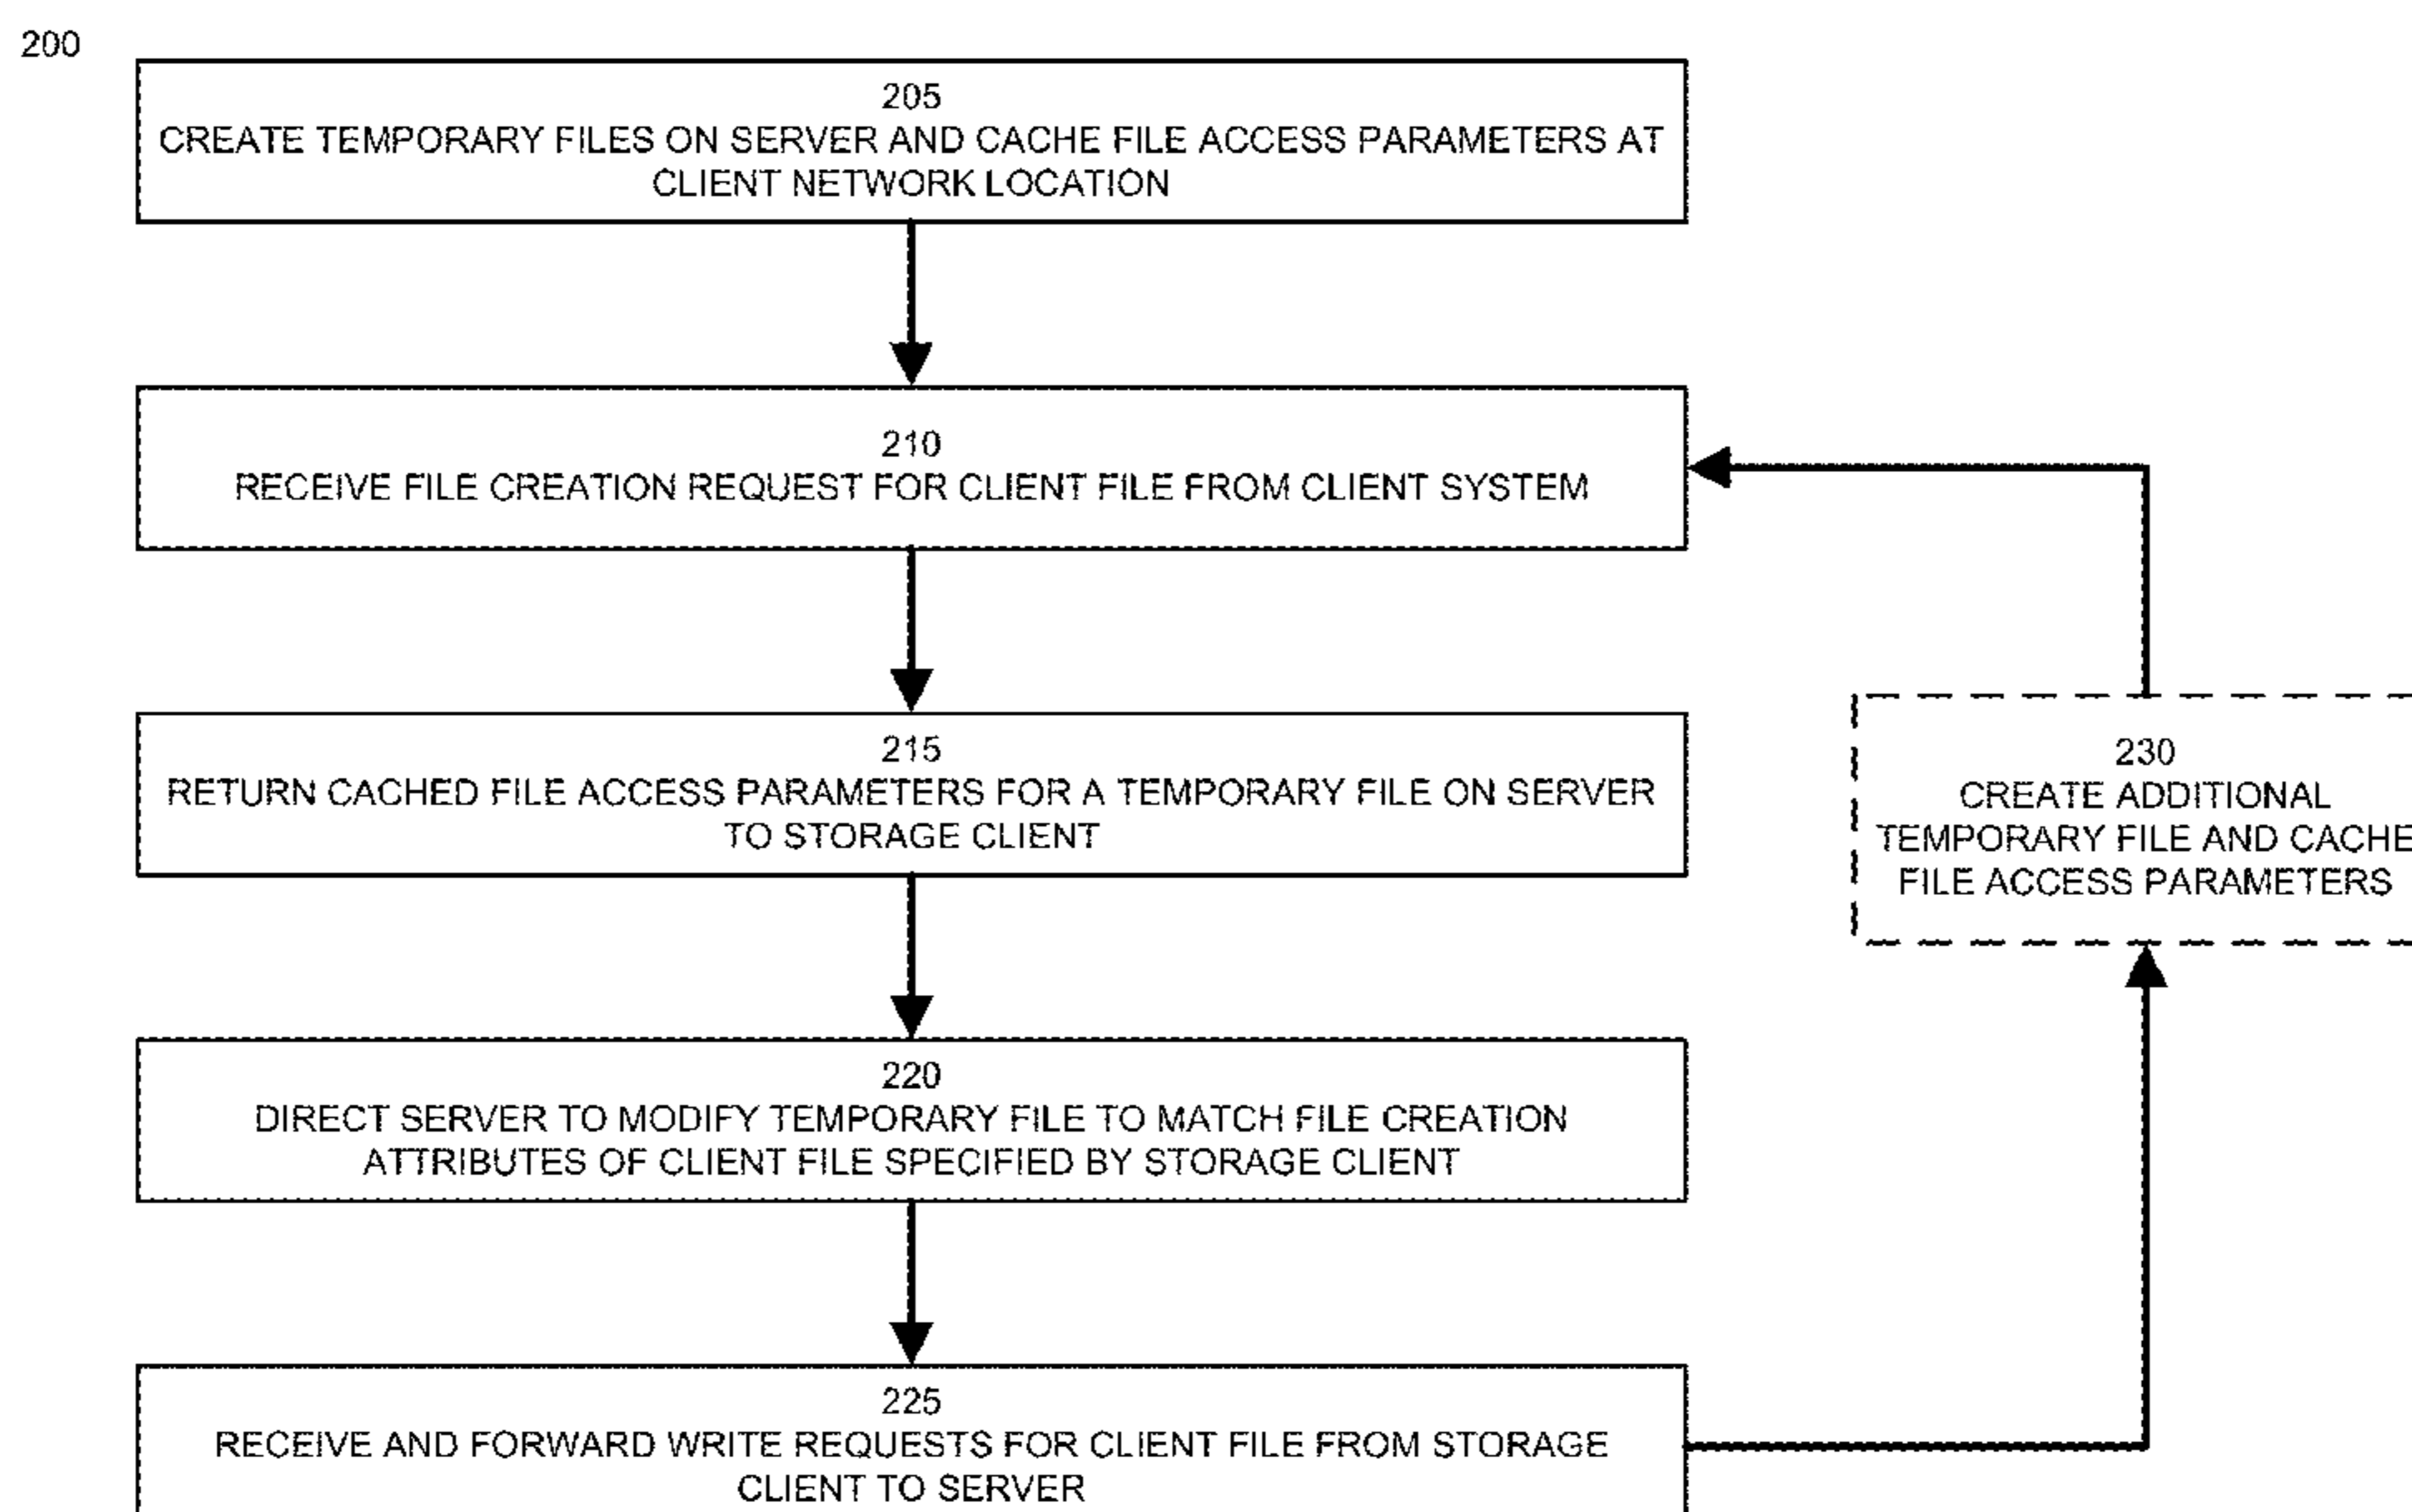 200
205
CREATE TEMPORARY FILES ON SERVER AND CACHE FILE ACCESS PARAMETERS AT
CLIENT NETWORK LOCATION
210
RECEIVE FILE CREATION REQUEST FOR CLIENT FILE FROM CLIENT SYSTEM
215
RETURN CACHED FILE ACCESS PARAMETERS FOR A TEMPORARY FILE ON SERVER
TO STORAGE CLIENT
220
DIRECT SERVER TO MODIFY TEMPORARY FILE TO MATCH FILE CREATION
ATTRIBUTES OF CLIENT FILE SPECIFIED BY STORAGE CLIENT
225
RECEIVE AND FORWARD WRITE REQUESTS FOR CLIENT FILE FROM STORAGE
CLIENT TO SERVER
230
CREATE ADDITIONAL
TEMPORARY FILE AND CACHE
FILE ACCESS PARAMETERS